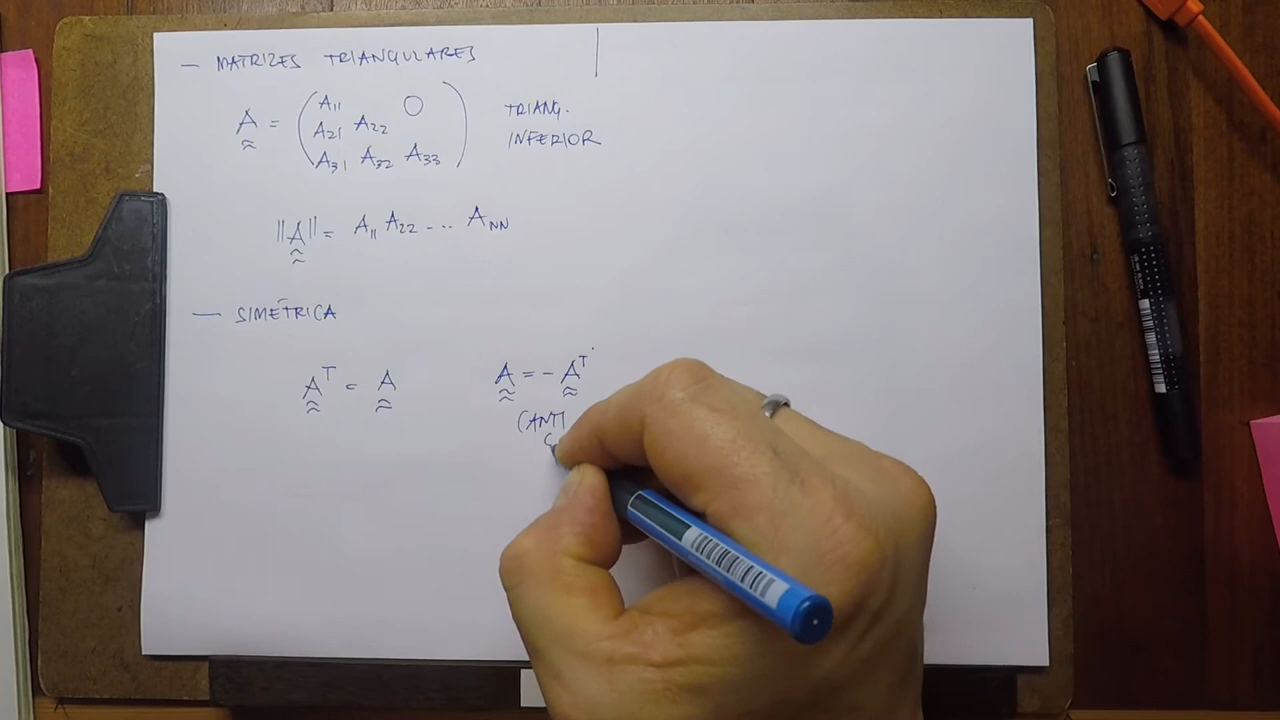 — MATRIZES TRIANGULARES
A = ( A11 0
A21 A22
A31 A32 A33 )
TRIANG.
INFERIOR
||A|| = A11 A22 --- ANN
— SIMÉTRICA
A^T = A
A = - A^T
(ANTI